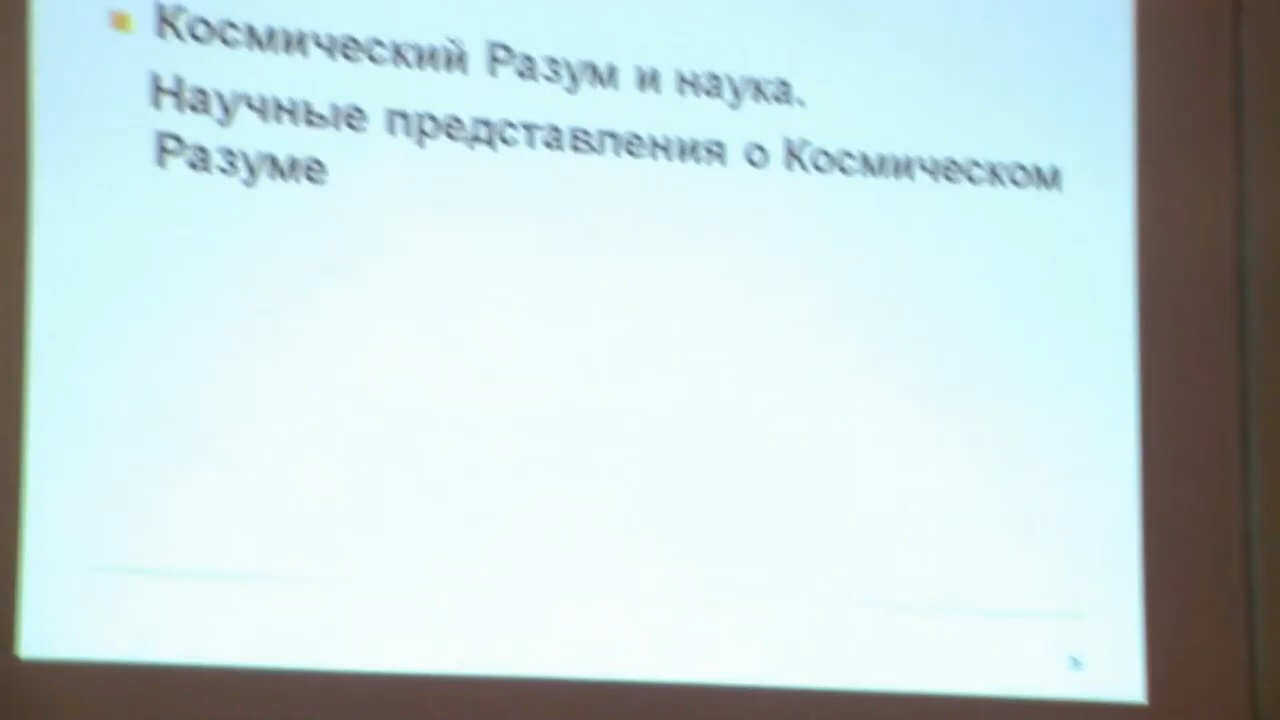 Космический Разум и наука.
Научные представления о Космическом
Разуме